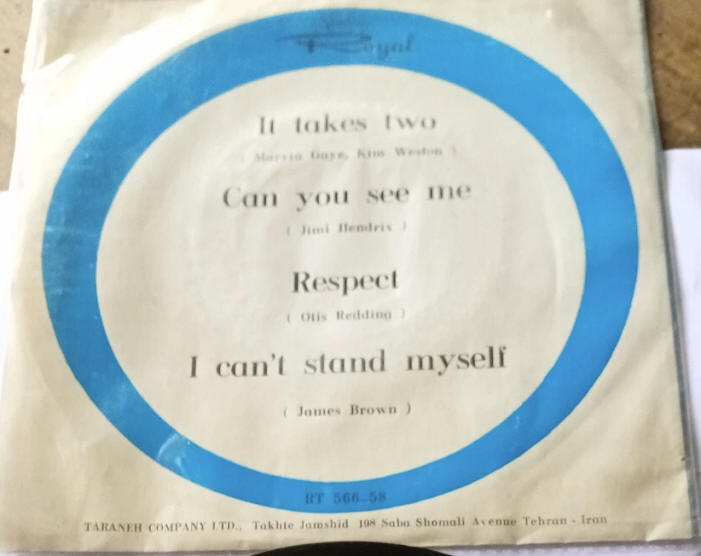 Royal
It takes two
( Marvin Gaye, Kim Weston )
Can you see me
( Jimi Hendrix )
Respect
( Otis Redding )
I can't stand myself
( James Brown )
RT 566-58
TARANEH COMPANY LTD., Takhte Jamshid 198 Saba Shomali Avenue Tehran - Iran